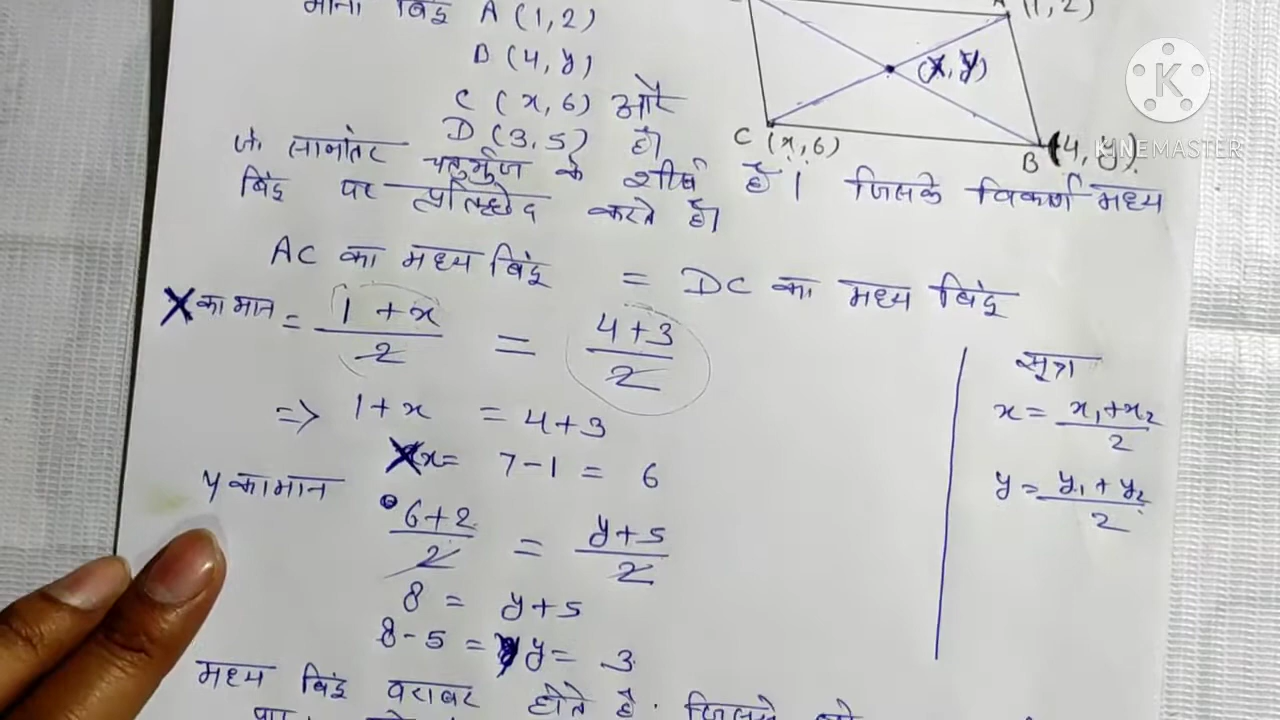 माना बिंदु A (1,2)
B (4, y)
C (x, 6) और
D (3, 5) है।
जो सामांतर चतुर्भुज के शीर्ष है। जिसके विकर्ण मध्य
बिंदु पर प्रतिच्छेद करते है।
A (1,2)
(x, y)
C (x, 6)
B (4, y)
K
KINEMASTER
AC का मध्य बिंदु = DC का मध्य बिंदु
X का मान = 1+x/2 = 4+3/2
=> 1+x = 4+3
x= 7-1 = 6
y का मान
6+2/2 = y+5/2
8 = y+5
8-5 = y= 3
सूत्र
x= x₁+x₂/2
y= y₁+y₂/2
मध्य बिंदु बराबर होते है. जिससे